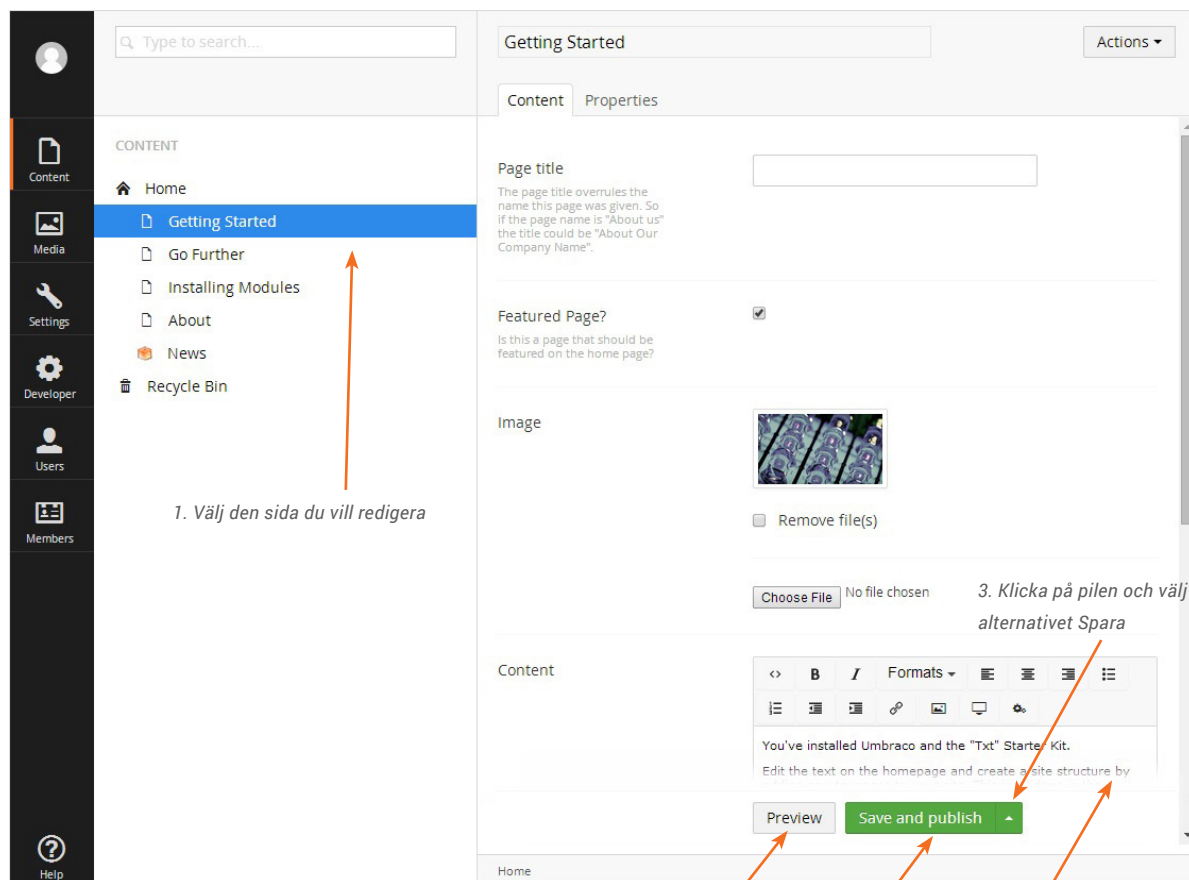 Type to search...
Getting Started
Actions
Content Properties
Content
Media
Settings
Developer
Users
Members
Help
CONTENT
Home
Getting Started
Go Further
Installing Modules
About
News
Recycle Bin
1. Välj den sida du vill redigera
Page title
The page title overrules the
name this page was given. So
if the page name is "About us"
the title could be "About Our
Company Name".
Featured Page?
Is this a page that should be
featured on the home page?
Image
Remove file(s)
Choose File No file chosen
3. Klicka på pilen och välj
alternativet Spara
Content
B I Formats
You've installed Umbraco and the "Txt" Starter Kit.
Edit the text on the homepage and create a site structure by
Preview Save and publish
Home